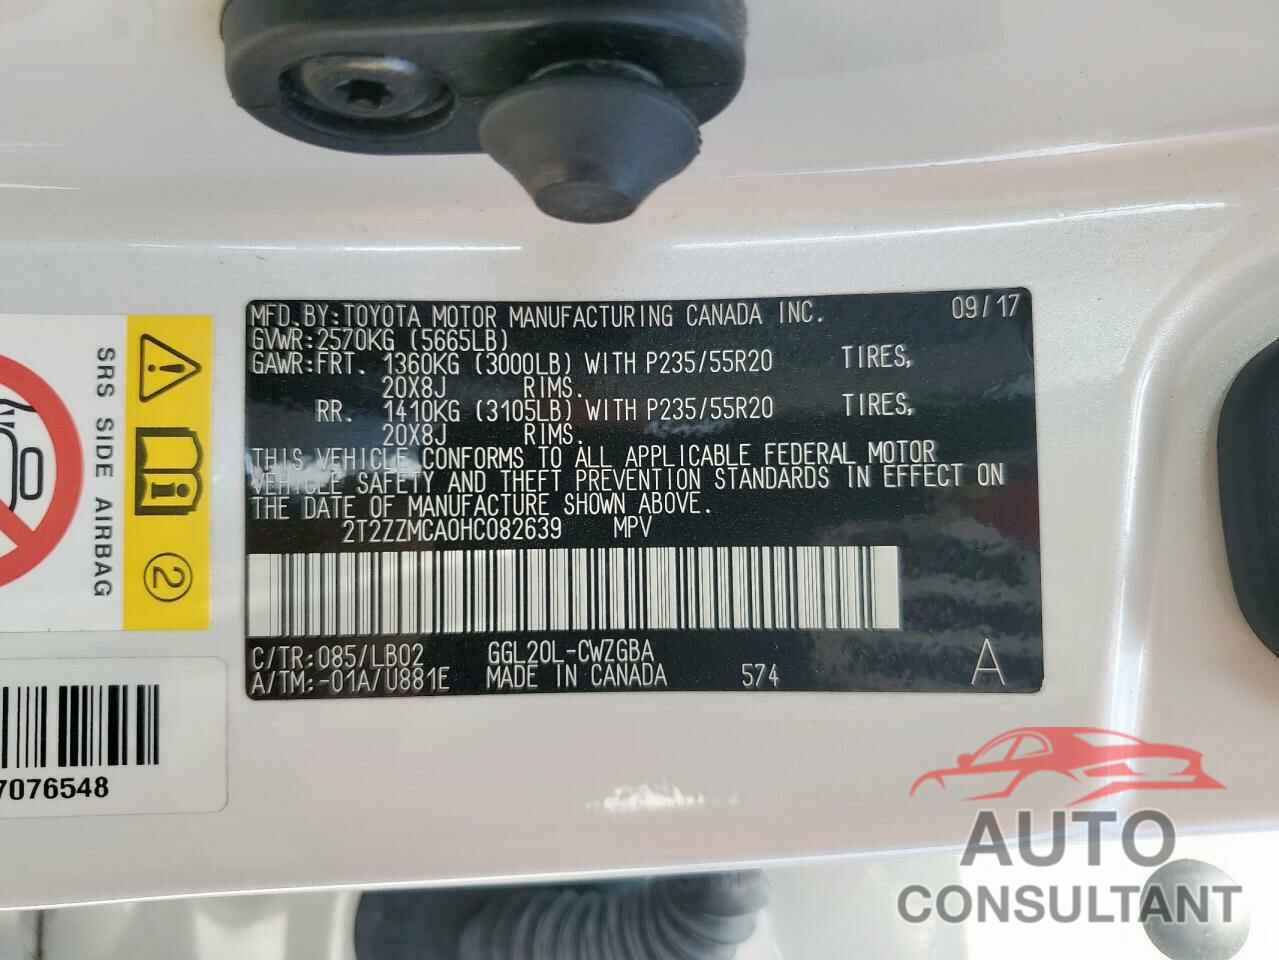 MFD.BY:TOYOTA MOTOR MANUFACTURING CANADA INC. 09/17
GVWR:2570KG (5665LB)
GAWR:FRT. 1360KG (3000LB) WITH P235/55R20 TIRES,
20X8J RIMS.
RR. 1410KG (3105LB) WITH P235/55R20 TIRES,
20X8J RIMS.
THIS VEHICLE CONFORMS TO ALL APPLICABLE FEDERAL MOTOR
VEHICLE SAFETY AND THEFT PREVENTION STANDARDS IN EFFECT ON
THE DATE OF MANUFACTURE SHOWN ABOVE.
2T2ZZMCA0HC082639 MPV
C/TR:085/LB02 GGL20L-CWZGBA
A/TM:-01A/U881E MADE IN CANADA 574 A
SRS SIDE AIRBAG
2
7076548
AUTO
CONSULTANT